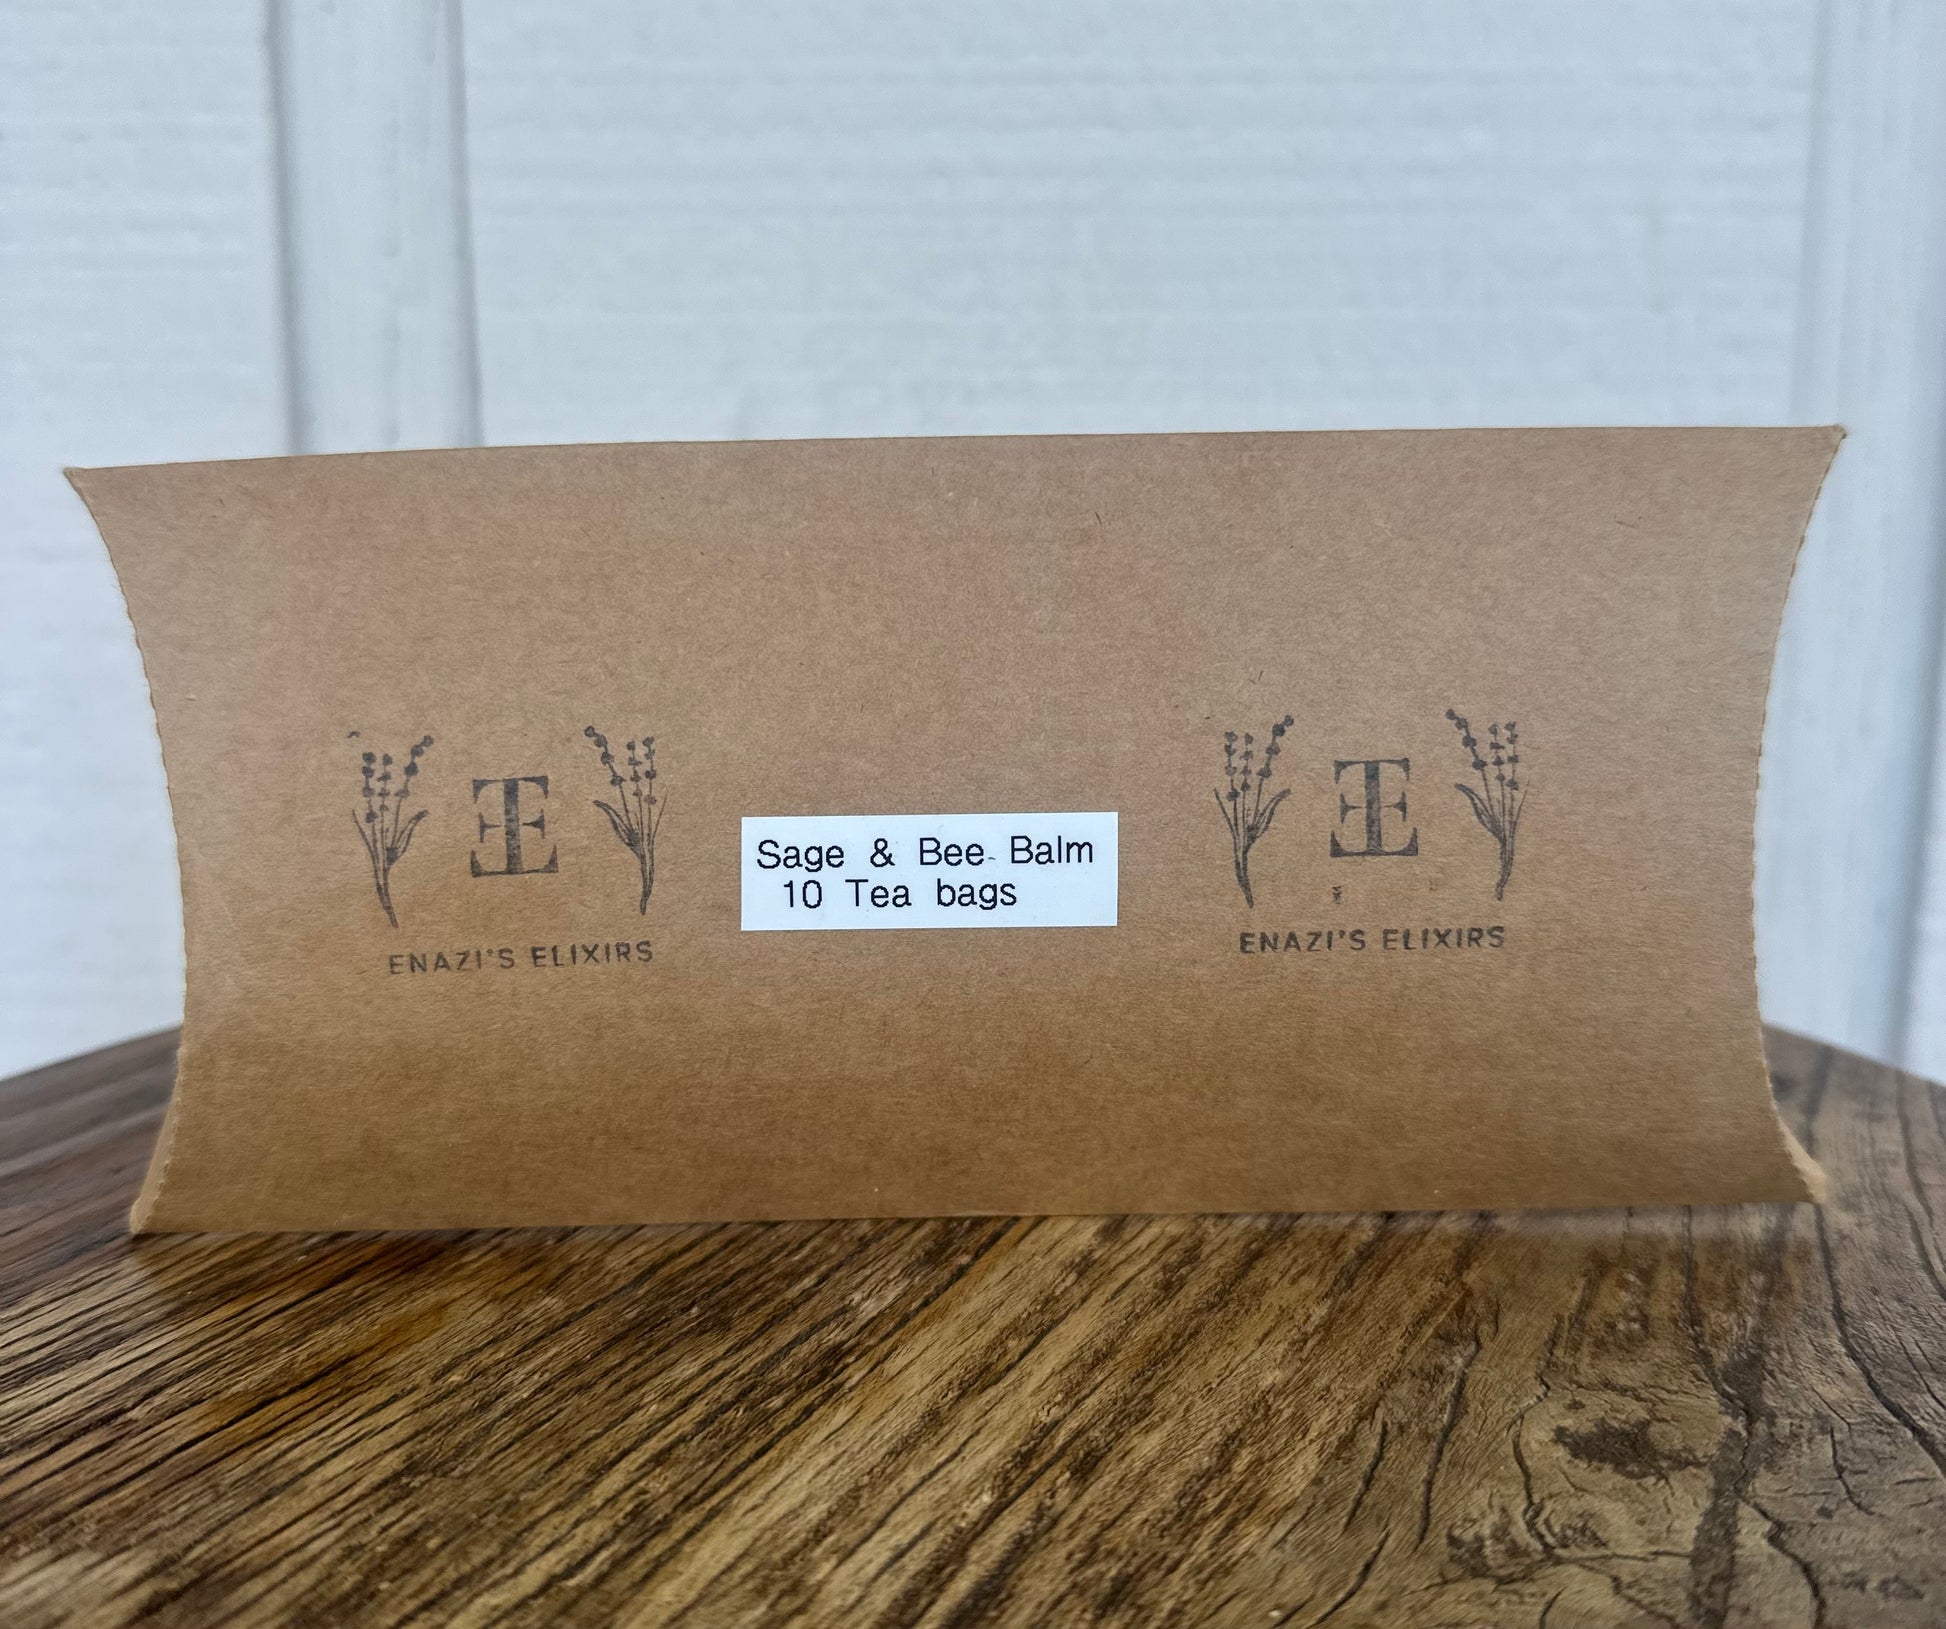 Sage & Bee Balm
10 Tea bags
ENAZI'S ELIXIRS
ENAZI'S ELIXIRS